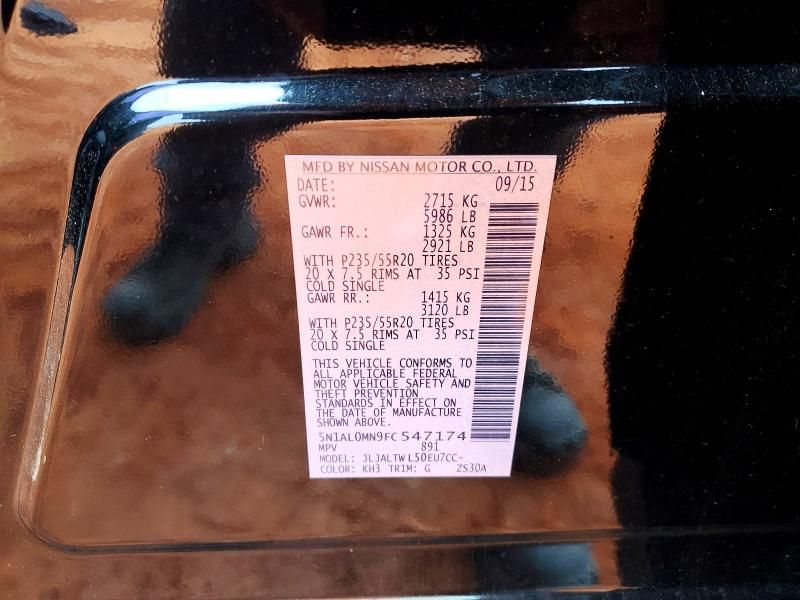 MFD BY NISSAN MOTOR CO., LTD.
DATE: 09/15
GVWR: 2715 KG
5986 LB
GAWR FR.: 1325 KG
2921 LB
WITH P235/55R20 TIRES
20 X 7.5 RIMS AT 35 PSI
COLD SINGLE
GAWR RR.: 1415 KG
3120 LB
WITH P235/55R20 TIRES
20 X 7.5 RIMS AT 35 PSI
COLD SINGLE
THIS VEHICLE CONFORMS TO
ALL APPLICABLE FEDERAL
MOTOR VEHICLE SAFETY AND
THEFT PREVENTION
STANDARDS IN EFFECT ON
THE DATE OF MANUFACTURE
SHOWN ABOVE.
5N1AL0MN9FC547174
MPV 891
MODEL: JLJALTWL50EU7CC-
COLOR: KH3 TRIM: G ZS30A